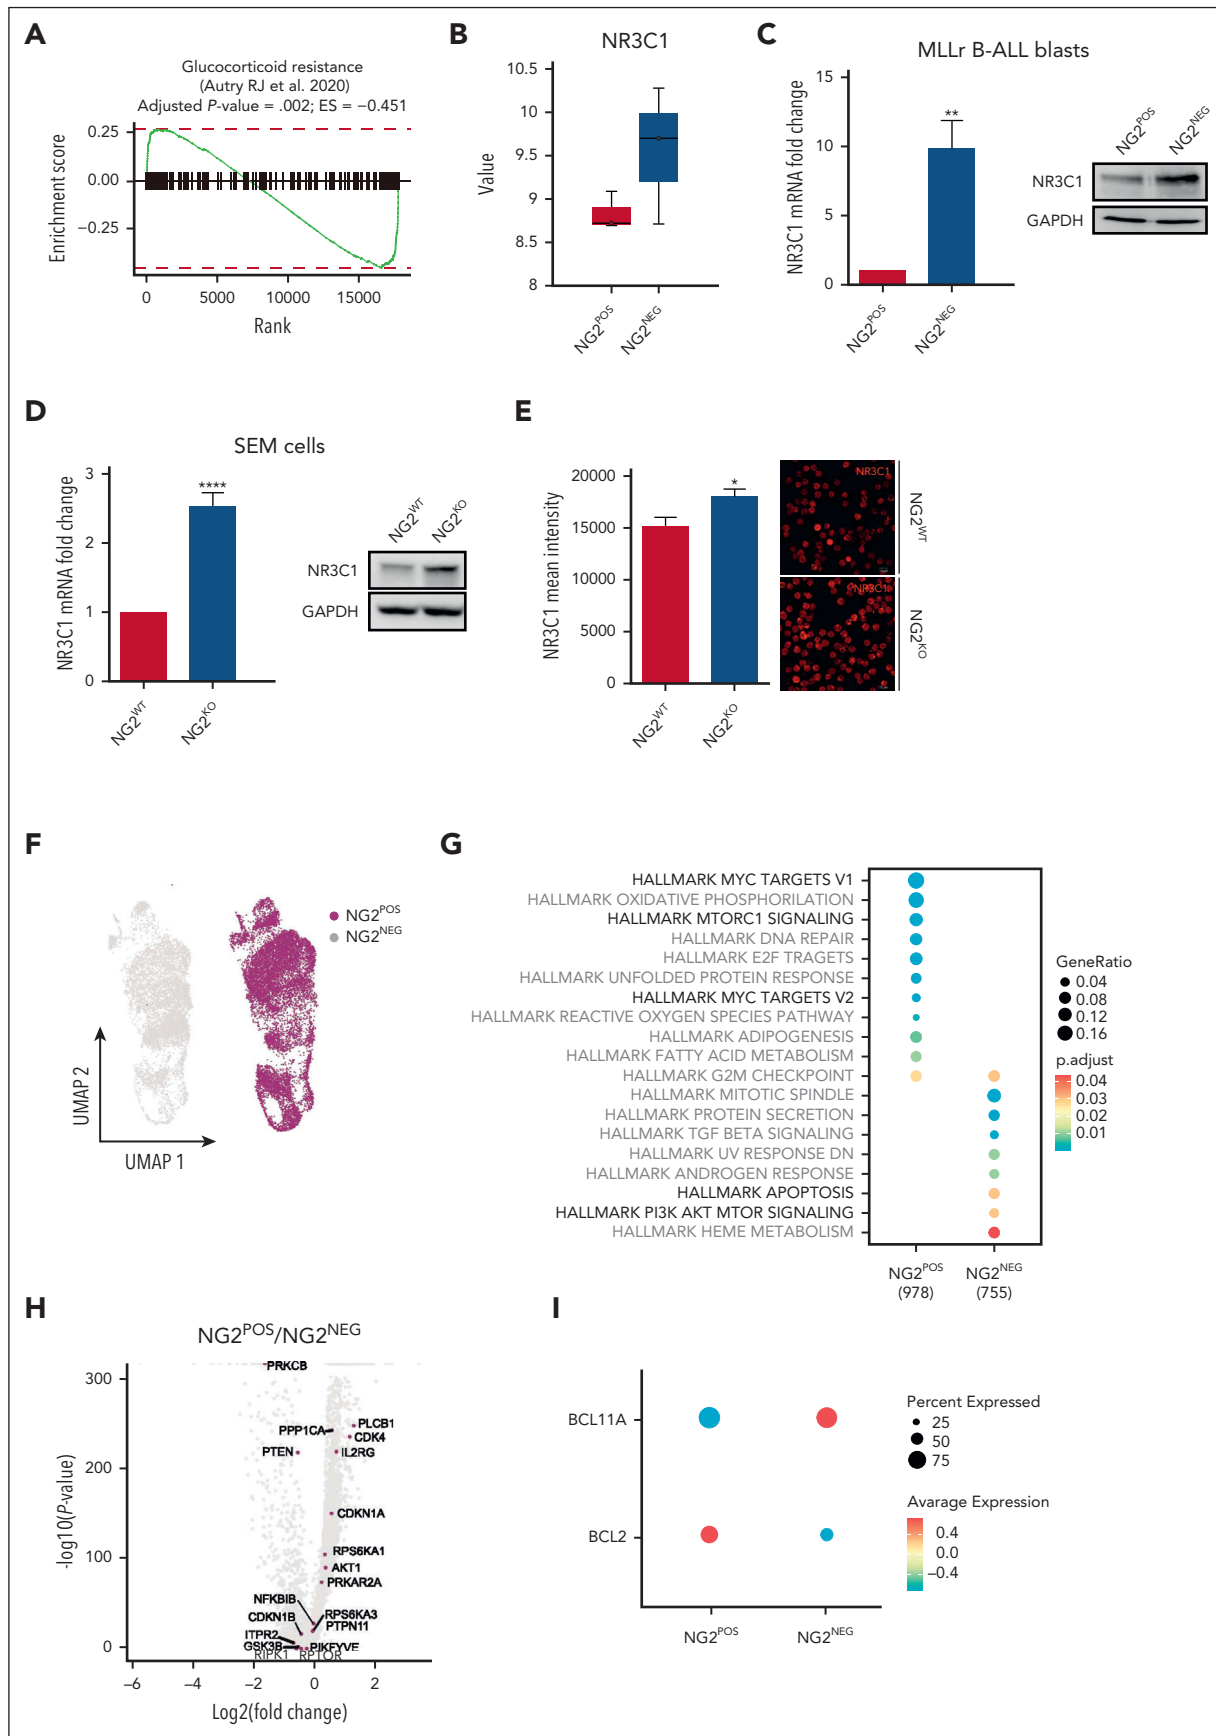 A
Glucocorticoid resistance
(Autry RJ et al. 2020)
Adjusted P-value = .002; ES = −0.451
Enrichment score
0.25
0.00
−0.25
0
5000
10000
15000
Rank
B
NR3C1
Value
10.5
10
9.5
9
8.5
8
NG2POS
NG2NEG
C
MLLr B-ALL blasts
NR3C1 mRNA fold change
15
10
5
0
**
NG2POS
NG2NEG
NG2POS
NG2NEG
NR3C1
GAPDH
D
SEM cells
NR3C1 mRNA fold change
3
2
1
0
****
NG2WT
NG2KO
NG2WT
NG2KO
NR3C1
GAPDH
E
NR3C1 mean intensity
20000
15000
10000
5000
0
*
NG2WT
NG2KO
NR3C1
NG2WT
NR3C1
NG2KO
F
NG2POS
NG2NEG
UMAP 2
UMAP 1
G
HALLMARK MYC TARGETS V1
HALLMARK OXIDATIVE PHOSPHORILATION
HALLMARK MTORC1 SIGNALING
HALLMARK DNA REPAIR
HALLMARK E2F TRAGETS
HALLMARK UNFOLDED PROTEIN RESPONSE
HALLMARK MYC TARGETS V2
HALLMARK REACTIVE OXYGEN SPECIES PATHWAY
HALLMARK ADIPOGENESIS
HALLMARK FATTY ACID METABOLISM
HALLMARK G2M CHECKPOINT
HALLMARK MITOTIC SPINDLE
HALLMARK PROTEIN SECRETION
HALLMARK TGF BETA SIGNALING
HALLMARK UV RESPONSE DN
HALLMARK ANDROGEN RESPONSE
HALLMARK APOPTOSIS
HALLMARK PI3K AKT MTOR SIGNALING
HALLMARK HEME METABOLISM
NG2POS
(978)
NG2NEG
(755)
GeneRatio
0.04
0.08
0.12
0.16
p.adjust
0.04
0.03
0.02
0.01
H
NG2POS/NG2NEG
-log10(P-value)
300
200
100
0
PRKCB
PLCB1
PPP1CA
CDK4
PTEN
IL2RG
CDKN1A
RPS6KA1
AKT1
PRKAR2A
NFKBIB
RPS6KA3
CDKN1B
PTPN11
ITPR2
GSK3B
PIKFYVE
RIPK1
RPTOR
−6
−4
−2
0
2
Log2(fold change)
I
BCL11A
BCL2
NG2POS
NG2NEG
Percent Expressed
25
50
75
Avarage Expression
0.4
0.0
−0.4